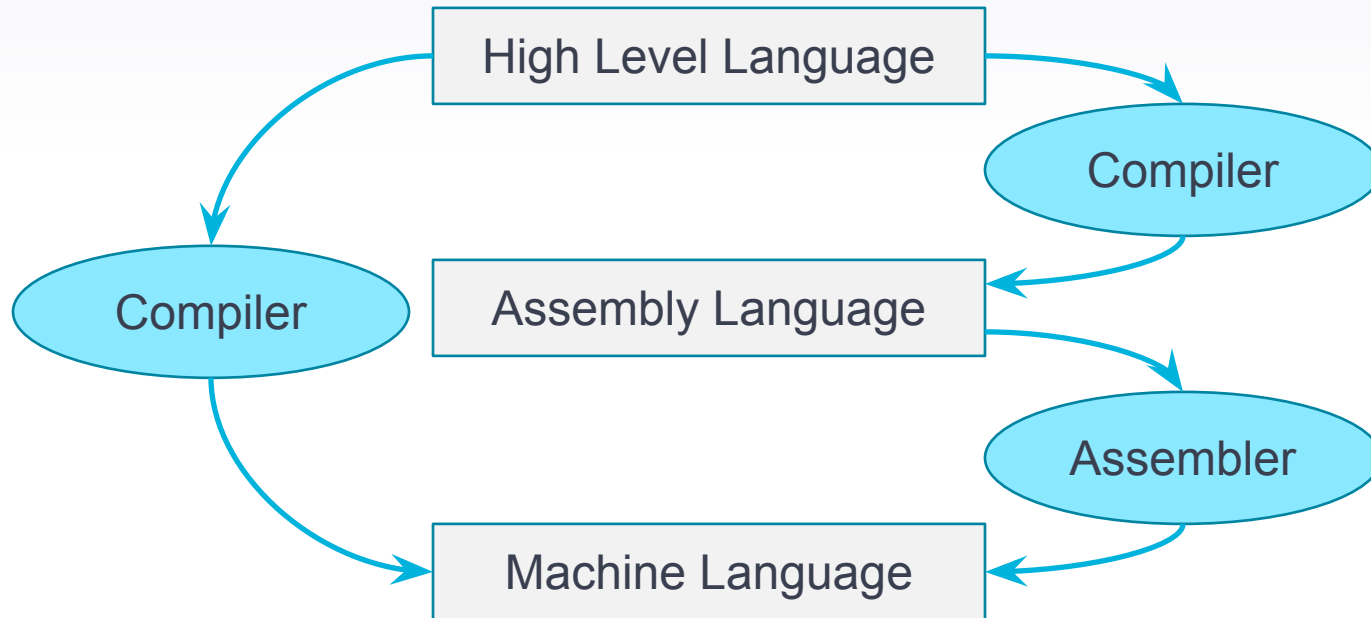 High Level Language
Compiler
Compiler
Assembly Language
Assembler
Machine Language